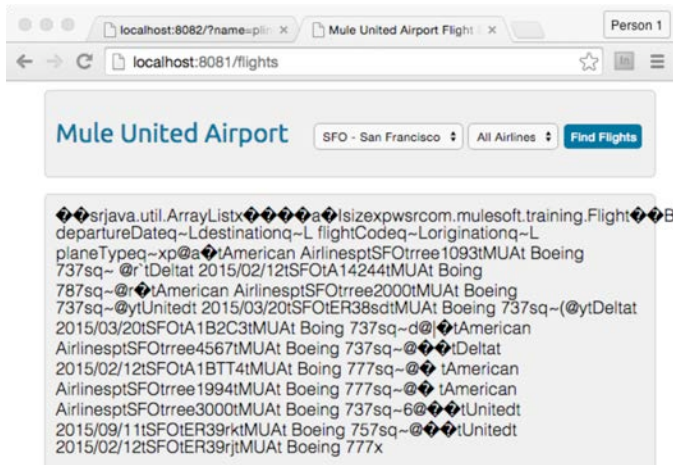 localhost:8082/?name=plin
Mule United Airport Flight
Person 1
localhost:8081/flights
Mule United Airport
SFO - San Francisco
All Airlines
Find Flights
��srjava.util.ArrayListx����a�Isizexpwsrcom.mulesoft.training.Flight��B
departureDateq~Ldestinationq~L flightCodeq~Loriginationq~L
planeTypeq~xp@a�tAmerican AirlinesptSFOtrree1093tMUAt Boeing
737sq~ @r`tDeltat 2015/02/12tSFOtA14244tMUAt Boing
787sq~@r�tAmerican AirlinesptSFOtrree2000tMUAt Boeing
737sq~@ytUnitedt 2015/03/20tSFOtER38sdtMUAt Boeing 737sq~(@ytDeltat
2015/03/20tSFOtA1B2C3tMUAt Boing 737sq~d@|�tAmerican
AirlinesptSFOtrree4567tMUAt Boeing 737sq~@��tDeltat
2015/02/12tSFOtA1BTT4tMUAt Boeing 777sq~@� tAmerican
AirlinesptSFOtrree1994tMUAt Boeing 777sq~@� tAmerican
AirlinesptSFOtrree3000tMUAt Boeing 737sq~6@��tUnitedt
2015/09/11tSFOtER39rktMUAt Boeing 757sq~@��tUnitedt
2015/02/12tSFOtER39rjtMUAt Boeing 777x